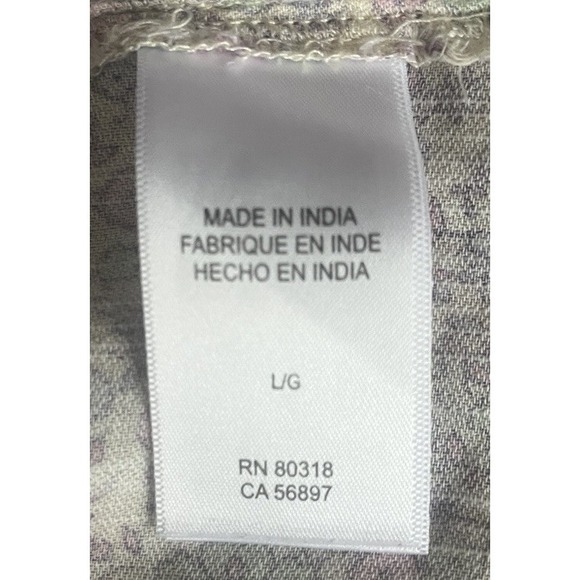 MADE IN INDIA
FABRIQUE EN INDE
HECHO EN INDIA
L/G
RN 80318
CA 56897